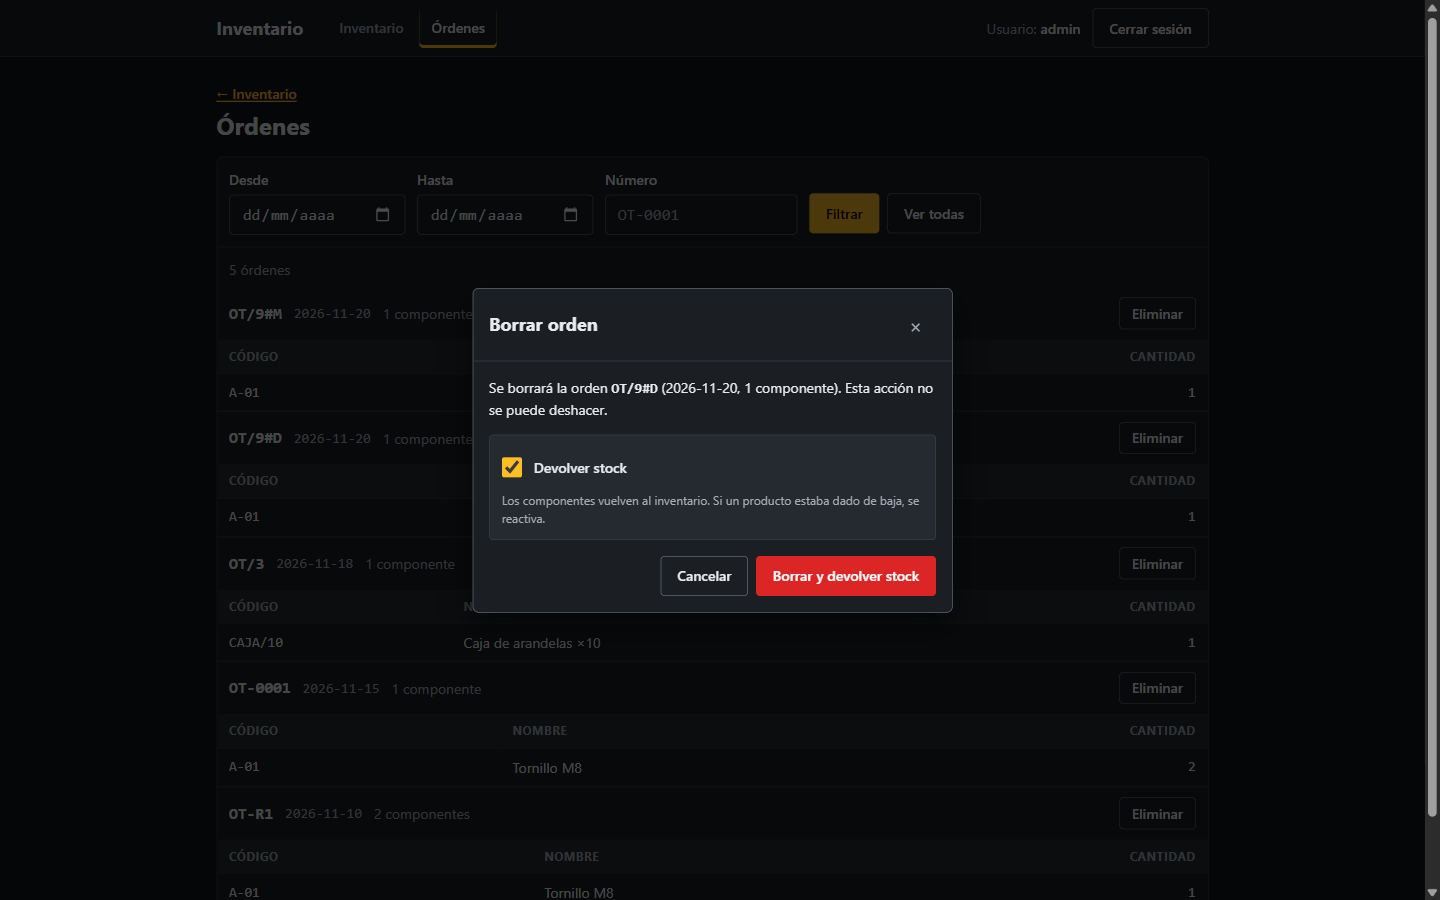 Inventario Inventario Órdenes Usuario: admin Cerrar sesión
← Inventario
Órdenes
Desde Hasta Número
dd/mm/aaaa dd/mm/aaaa OT-0001 Filtrar Ver todas
5 órdenes
OT/9#M 2026-11-20 1 componente Eliminar
CÓDIGO CANTIDAD
A-01 1
OT/9#D 2026-11-20 1 componente Eliminar
CÓDIGO CANTIDAD
A-01 1
OT/3 2026-11-18 1 componente Eliminar
CÓDIGO N CANTIDAD
CAJA/10 Caja de arandelas ×10 1
OT-0001 2026-11-15 1 componente Eliminar
CÓDIGO NOMBRE CANTIDAD
A-01 Tornillo M8 2
OT-R1 2026-11-10 2 componentes Eliminar
CÓDIGO NOMBRE CANTIDAD
A-01 Tornillo M8 1
Borrar orden ×
Se borrará la orden OT/9#D (2026-11-20, 1 componente). Esta acción no
se puede deshacer.
Devolver stock
Los componentes vuelven al inventario. Si un producto estaba dado de baja, se
reactiva.
Cancelar Borrar y devolver stock